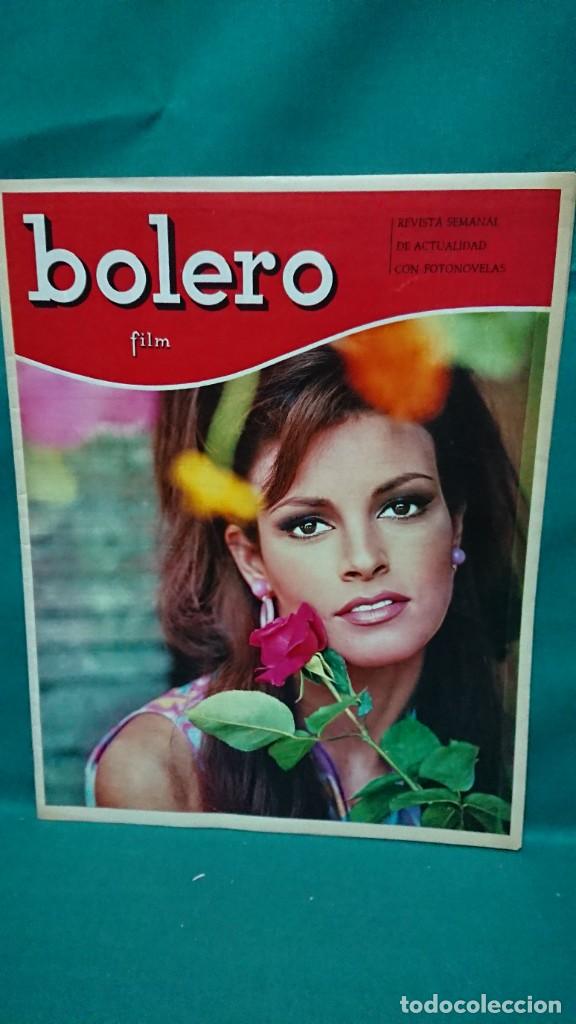 bolero
film
REVISTA SEMANAL
DE ACTUALIDAD
CON FOTONOVELAS
todocoleccion